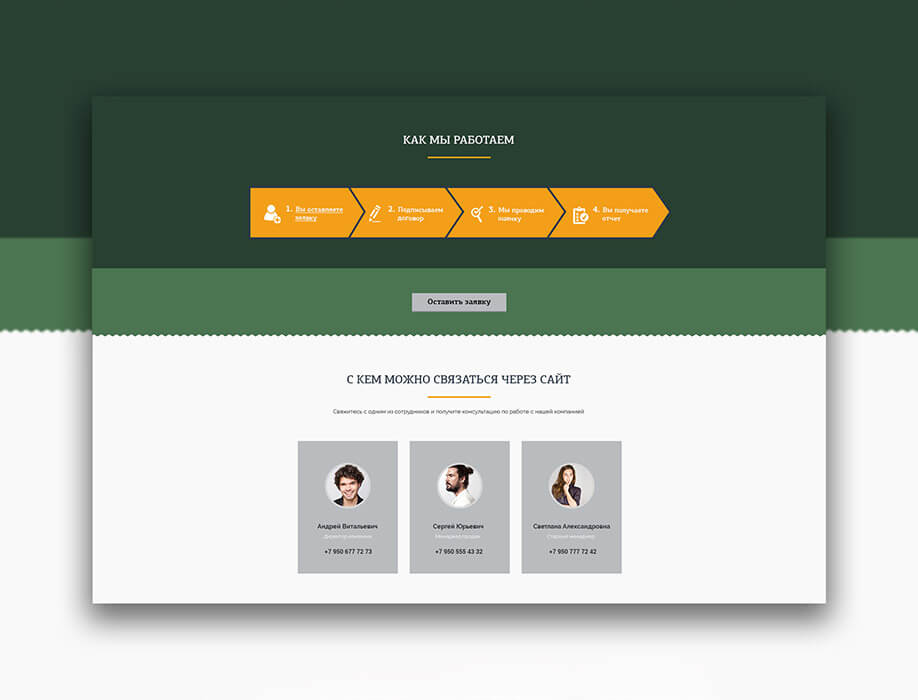 КАК МЫ РАБОТАЕМ
1. Вы оставляете
заявку
2. Подписываем
договор
3. Мы проводим
оценку
4. Вы получаете
отчет
Оставить заявку
С КЕМ МОЖНО СВЯЗАТЬСЯ ЧЕРЕЗ САЙТ
Свяжитесь с одним из сотрудников и получите консультацию по работе с нашей компанией
Андрей Витальевич
Директор компании
+7 950 677 72 73
Сергей Юрьевич
Менеджер продаж
+7 950 555 43 32
Светлана Александровна
Старший менеджер
+7 950 777 72 42